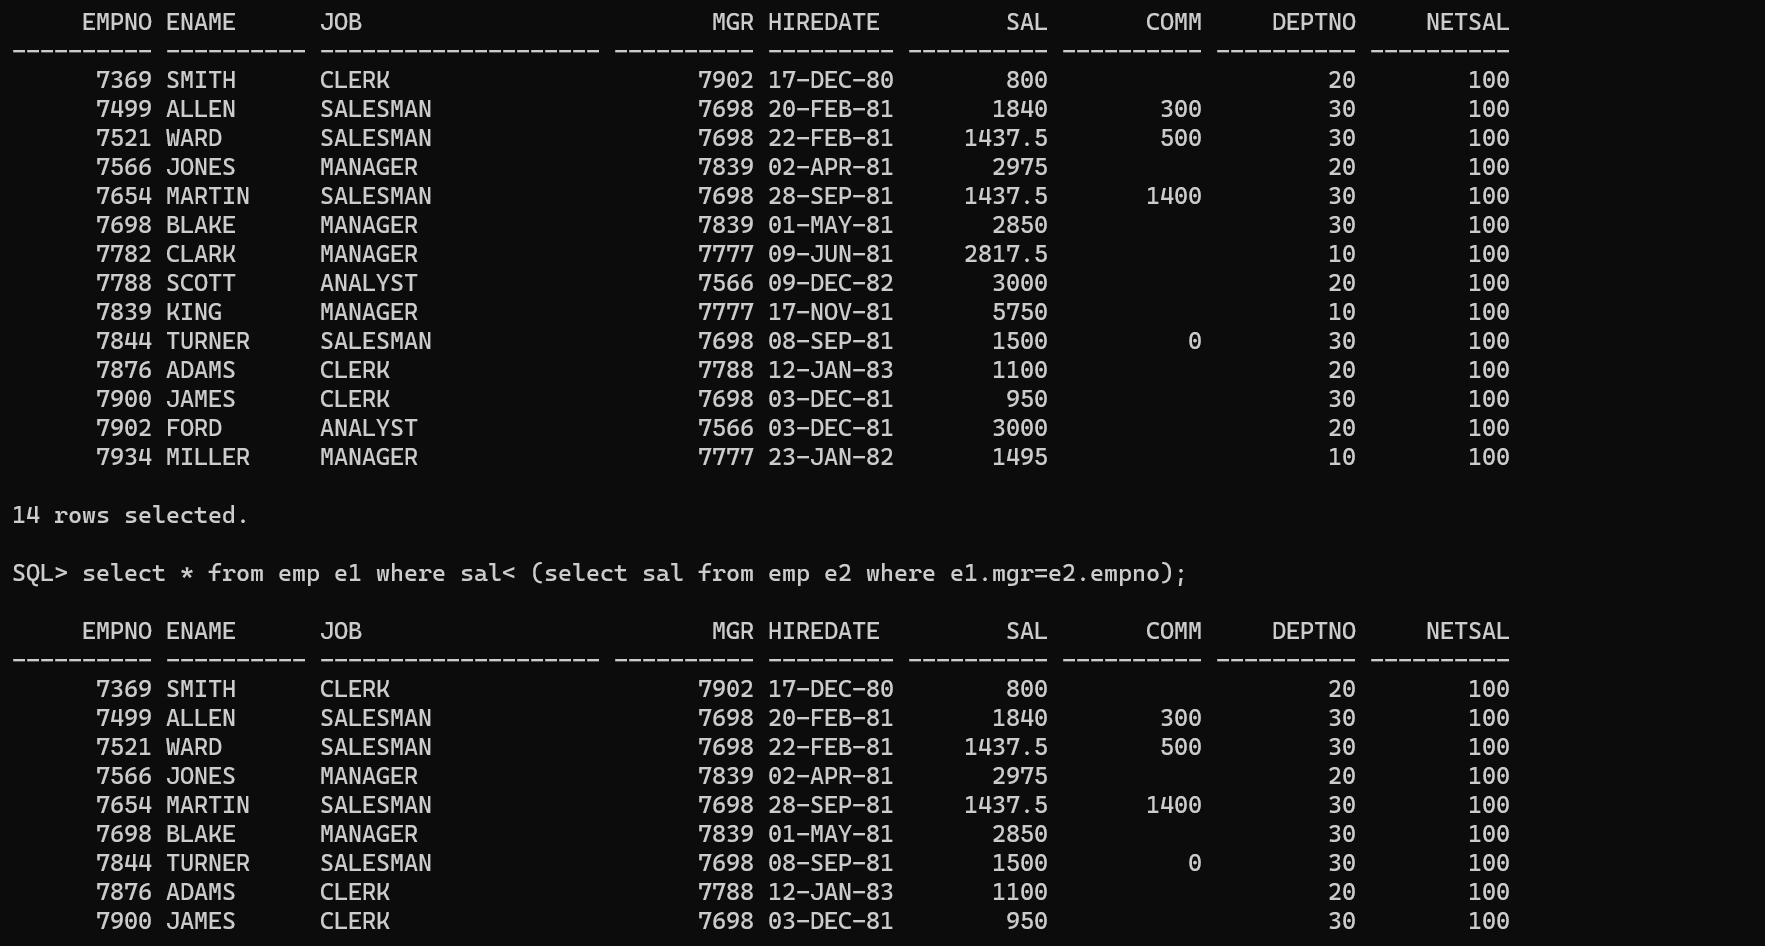 EMPNO ENAME JOB MGR HIREDATE SAL COMM DEPTNO NETSAL
---------- ---------- -------------------- ---------- --------- ---------- ---------- ---------- ----------
7369 SMITH CLERK 7902 17-DEC-80 800 20 100
7499 ALLEN SALESMAN 7698 20-FEB-81 1840 300 30 100
7521 WARD SALESMAN 7698 22-FEB-81 1437.5 500 30 100
7566 JONES MANAGER 7839 02-APR-81 2975 20 100
7654 MARTIN SALESMAN 7698 28-SEP-81 1437.5 1400 30 100
7698 BLAKE MANAGER 7839 01-MAY-81 2850 30 100
7782 CLARK MANAGER 7777 09-JUN-81 2817.5 10 100
7788 SCOTT ANALYST 7566 09-DEC-82 3000 20 100
7839 KING MANAGER 7777 17-NOV-81 5750 10 100
7844 TURNER SALESMAN 7698 08-SEP-81 1500 0 30 100
7876 ADAMS CLERK 7788 12-JAN-83 1100 20 100
7900 JAMES CLERK 7698 03-DEC-81 950 30 100
7902 FORD ANALYST 7566 03-DEC-81 3000 20 100
7934 MILLER MANAGER 7777 23-JAN-82 1495 10 100
14 rows selected.
SQL> select * from emp e1 where sal< (select sal from emp e2 where e1.mgr=e2.empno);
EMPNO ENAME JOB MGR HIREDATE SAL COMM DEPTNO NETSAL
---------- ---------- -------------------- ---------- --------- ---------- ---------- ---------- ----------
7369 SMITH CLERK 7902 17-DEC-80 800 20 100
7499 ALLEN SALESMAN 7698 20-FEB-81 1840 300 30 100
7521 WARD SALESMAN 7698 22-FEB-81 1437.5 500 30 100
7566 JONES MANAGER 7839 02-APR-81 2975 20 100
7654 MARTIN SALESMAN 7698 28-SEP-81 1437.5 1400 30 100
7698 BLAKE MANAGER 7839 01-MAY-81 2850 30 100
7844 TURNER SALESMAN 7698 08-SEP-81 1500 0 30 100
7876 ADAMS CLERK 7788 12-JAN-83 1100 20 100
7900 JAMES CLERK 7698 03-DEC-81 950 30 100